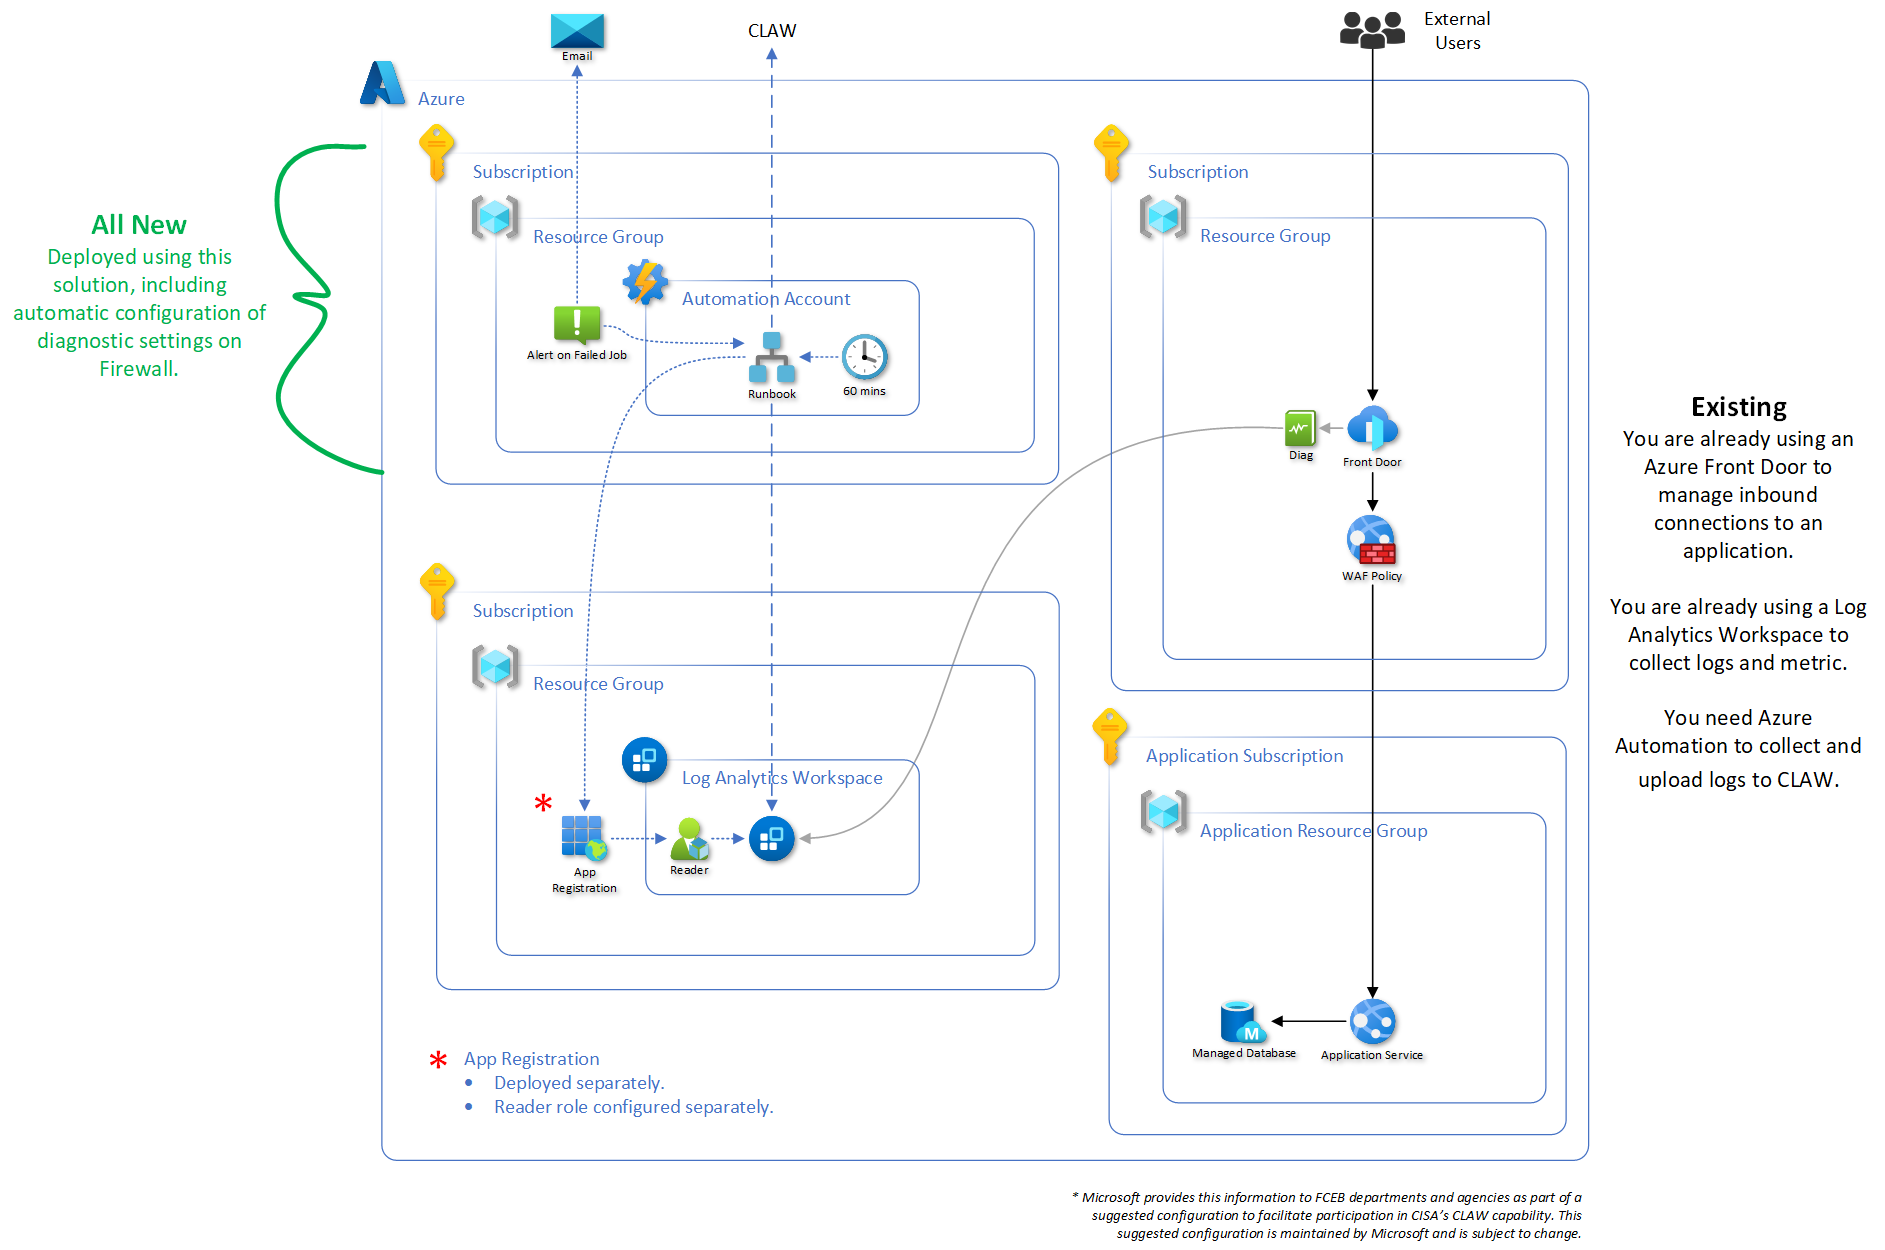 Email
CLAW
External
Users
Azure
Subscription
Resource Group
Automation Account
Alert on Failed Job
Runbook
60 mins
All New
Deployed using this
solution, including
automatic configuration of
diagnostic settings on
Firewall.
Subscription
Resource Group
Diag
Front Door
WAF Policy
Existing
You are already using an
Azure Front Door to
manage inbound
connections to an
application.
You are already using a Log
Analytics Workspace to
collect logs and metric.
You need Azure
Automation to collect and
upload logs to CLAW.
Subscription
Resource Group
Log Analytics Workspace
*
App
Registration
Reader
Application Subscription
Application Resource Group
M
Managed Database
Application Service
* App Registration
• Deployed separately.
• Reader role configured separately.
* Microsoft provides this information to FCEB departments and agencies as part of a
suggested configuration to facilitate participation in CISA's CLAW capability. This
suggested configuration is maintained by Microsoft and is subject to change.